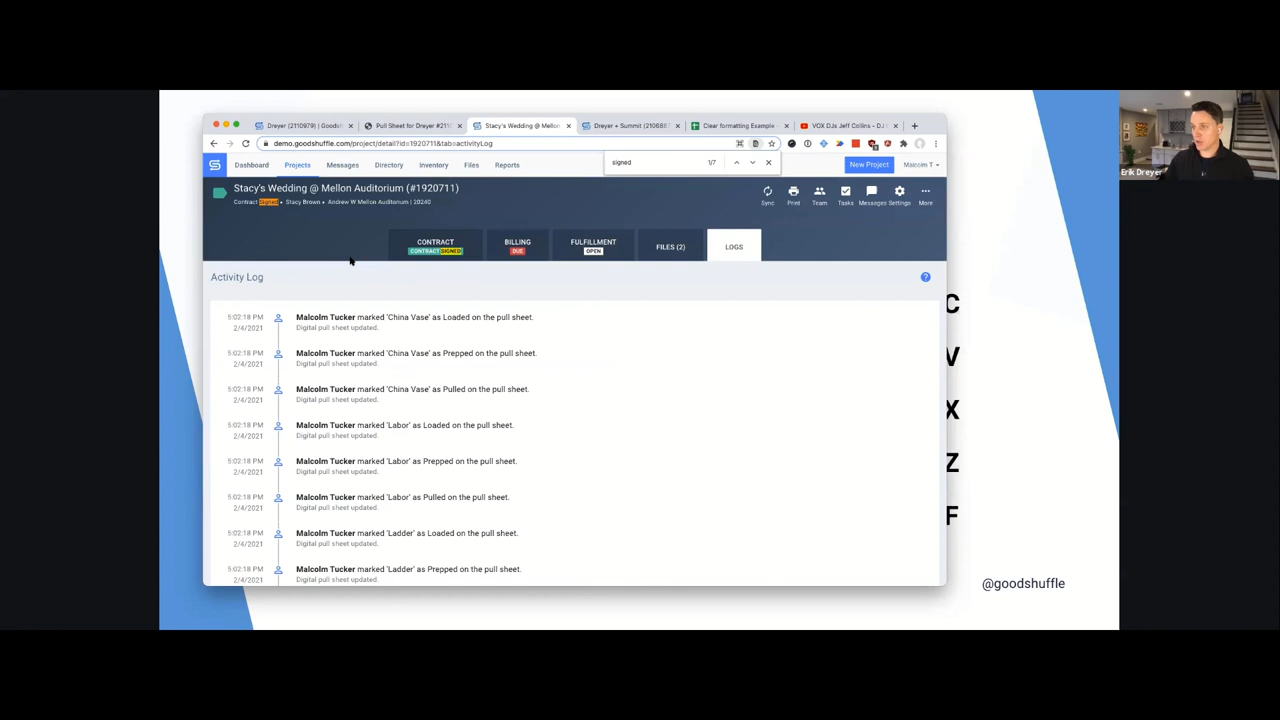 Dreyer (2110979) | Goods
Pull Sheet for Dreyer #211
Stacy's Wedding @ Mellon
Dreyer + Summit (210688
Clear formatting Example -
VOX DJs Jeff Collins - DJ
demo.goodshuffle.com/project/detail?id=1920711&tab=activityLog
Dashboard Projects Messages Directory Inventory Files Reports
signed 1/7
New Project Malcolm T
Stacy's Wedding @ Mellon Auditorium (#1920711)
Contract Signed • Stacy Brown • Andrew W Mellon Auditorium | 20240
Sync Print Team Tasks Messages Settings More
CONTRACT
CONTRACT SIGNED
BILLING
DUE
FULFILLMENT
OPEN
FILES (2)
LOGS
Activity Log
5:02:18 PM
2/4/2021
Malcolm Tucker marked 'China Vase' as Loaded on the pull sheet.
Digital pull sheet updated.
5:02:18 PM
2/4/2021
Malcolm Tucker marked 'China Vase' as Prepped on the pull sheet.
Digital pull sheet updated.
5:02:18 PM
2/4/2021
Malcolm Tucker marked 'China Vase' as Pulled on the pull sheet.
Digital pull sheet updated.
5:02:18 PM
2/4/2021
Malcolm Tucker marked 'Labor' as Loaded on the pull sheet.
Digital pull sheet updated.
5:02:18 PM
2/4/2021
Malcolm Tucker marked 'Labor' as Prepped on the pull sheet.
Digital pull sheet updated.
5:02:18 PM
2/4/2021
Malcolm Tucker marked 'Labor' as Pulled on the pull sheet.
Digital pull sheet updated.
5:02:18 PM
2/4/2021
Malcolm Tucker marked 'Ladder' as Loaded on the pull sheet.
Digital pull sheet updated.
5:02:18 PM
2/4/2021
Malcolm Tucker marked 'Ladder' as Prepped on the pull sheet.
Digital pull sheet updated.
C
V
X
Z
F
@goodshuffle
Erik Dreyer